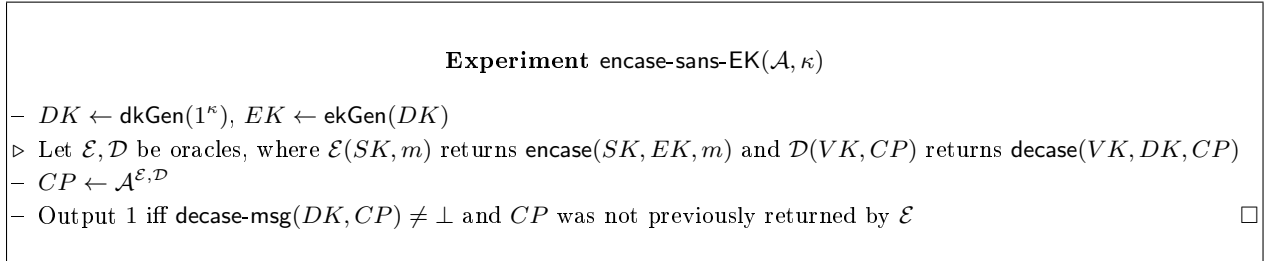 Experiment encase-sans-EK(𝒜, κ)
– DK ← dkGen(1^κ), EK ← ekGen(DK)
▷ Let ℰ, 𝒟 be oracles, where ℰ(SK, m) returns encase(SK, EK, m) and 𝒟(VK, CP) returns decase(VK, DK, CP)
– CP ← 𝒜^{ℰ,𝒟}
– Output 1 iff decase-msg(DK, CP) ≠ ⊥ and CP was not previously returned by ℰ □